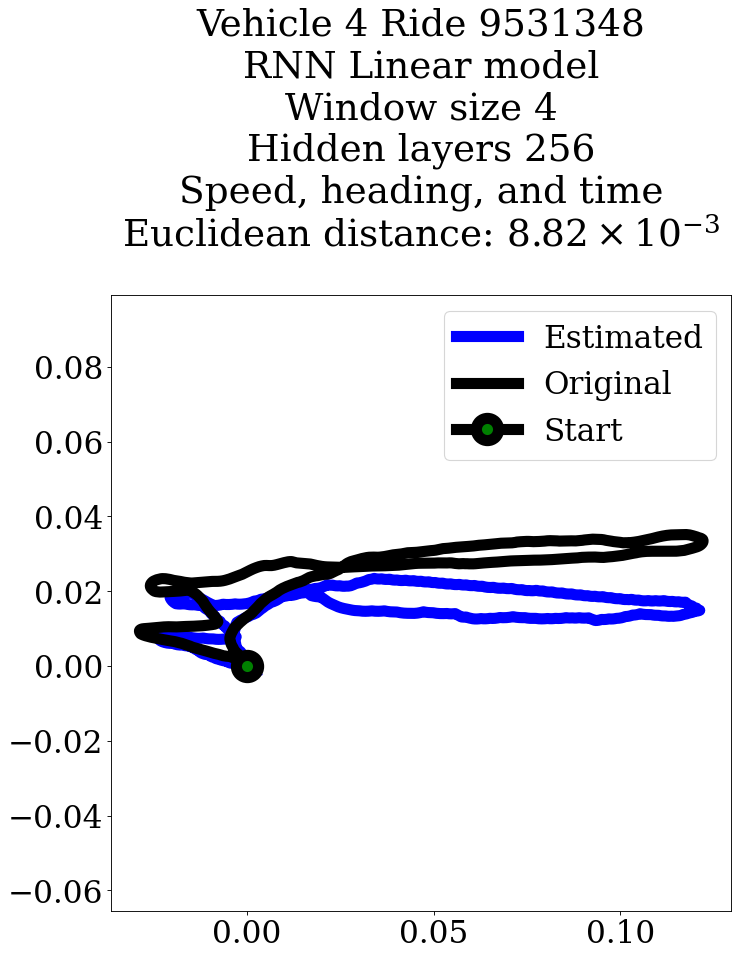 Vehicle 4 Ride 9531348
RNN Linear model
Window size 4
Hidden layers 256
Speed, heading, and time
Euclidean distance: 8.82 × 10⁻³
Estimated
Original
Start
0.08
0.06
0.04
0.02
0.00
−0.02
−0.04
−0.06
0.00 0.05 0.10